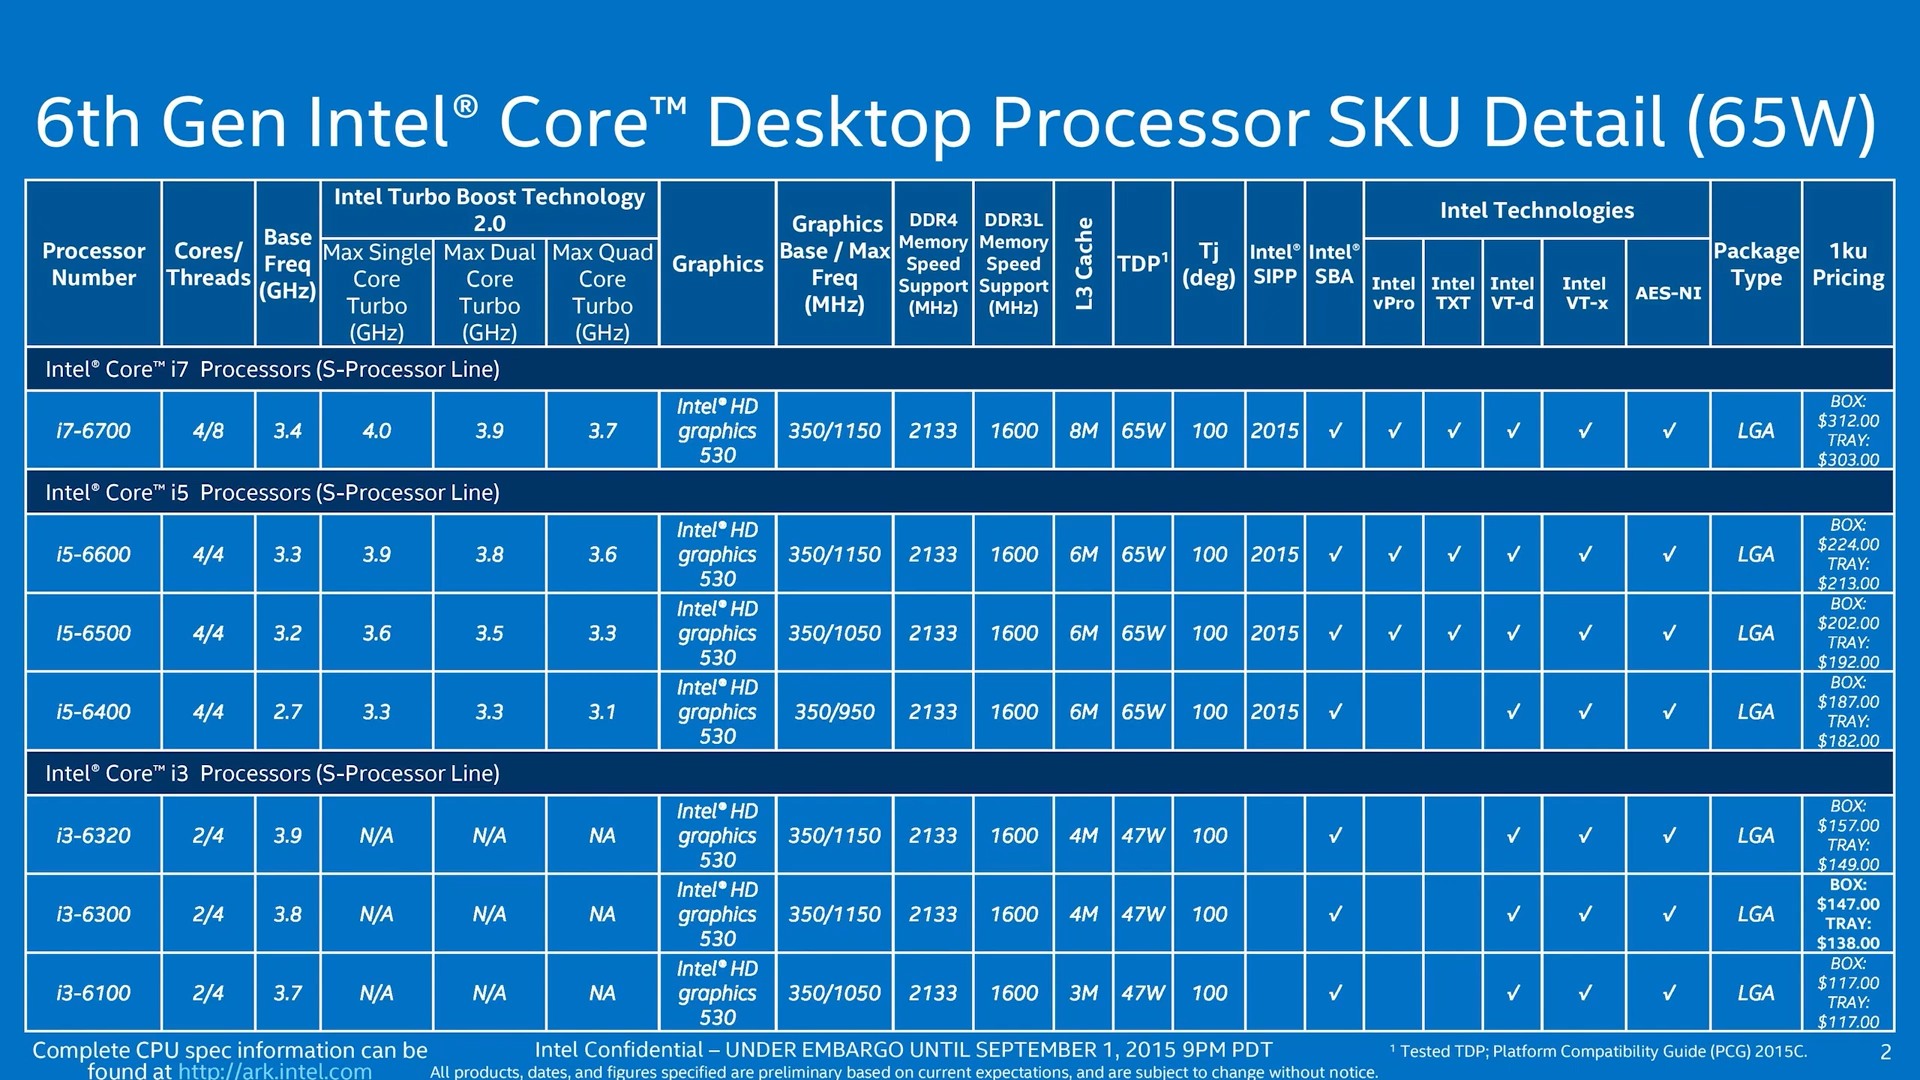 6th Gen Intel® Core™ Desktop Processor SKU Detail (65W)
Processor Number | Cores/ Threads | Base Freq (GHz) | Intel Turbo Boost Technology 2.0 | Graphics | Graphics Base / Max Freq (MHz) | DDR4 Memory Speed Support (MHz) | DDR3L Memory Speed Support (MHz) | L3 Cache | TDP¹ | Tj (deg) | Intel® SIPP | Intel® SBA | Intel Technologies | Package Type | 1ku Pricing
Max Single Core Turbo (GHz) | Max Dual Core Turbo (GHz) | Max Quad Core Turbo (GHz) | Intel vPro | Intel TXT | Intel VT-d | Intel VT-x | AES-NI
Intel® Core™ i7 Processors (S-Processor Line)
i7-6700 | 4/8 | 3.4 | 4.0 | 3.9 | 3.7 | Intel® HD graphics 530 | 350/1150 | 2133 | 1600 | 8M | 65W | 100 | 2015 | √ | √ | √ | √ | √ | √ | LGA | BOX: $312.00 TRAY: $303.00
Intel® Core™ i5 Processors (S-Processor Line)
i5-6600 | 4/4 | 3.3 | 3.9 | 3.8 | 3.6 | Intel® HD graphics 530 | 350/1150 | 2133 | 1600 | 6M | 65W | 100 | 2015 | √ | √ | √ | √ | √ | √ | LGA | BOX: $224.00 TRAY: $213.00
I5-6500 | 4/4 | 3.2 | 3.6 | 3.5 | 3.3 | Intel® HD graphics 530 | 350/1050 | 2133 | 1600 | 6M | 65W | 100 | 2015 | √ | √ | √ | √ | √ | √ | LGA | BOX: $202.00 TRAY: $192.00
i5-6400 | 4/4 | 2.7 | 3.3 | 3.3 | 3.1 | Intel® HD graphics 530 | 350/950 | 2133 | 1600 | 6M | 65W | 100 | 2015 | √ | | | √ | √ | √ | LGA | BOX: $187.00 TRAY: $182.00
Intel® Core™ i3 Processors (S-Processor Line)
i3-6320 | 2/4 | 3.9 | N/A | N/A | NA | Intel® HD graphics 530 | 350/1150 | 2133 | 1600 | 4M | 47W | 100 | | √ | | | √ | √ | √ | LGA | BOX: $157.00 TRAY: $149.00
i3-6300 | 2/4 | 3.8 | N/A | N/A | NA | Intel® HD graphics 530 | 350/1150 | 2133 | 1600 | 4M | 47W | 100 | | √ | | | √ | √ | √ | LGA | BOX: $147.00 TRAY: $138.00
i3-6100 | 2/4 | 3.7 | N/A | N/A | NA | Intel® HD graphics 530 | 350/1050 | 2133 | 1600 | 3M | 47W | 100 | | √ | | | √ | √ | √ | LGA | BOX: $117.00 TRAY: $117.00
Complete CPU spec information can be
found at http://ark.intel.com
Intel Confidential – UNDER EMBARGO UNTIL SEPTEMBER 1, 2015 9PM PDT
All products, dates, and figures specified are preliminary based on current expectations, and are subject to change without notice.
¹ Tested TDP; Platform Compatibility Guide (PCG) 2015C.
2